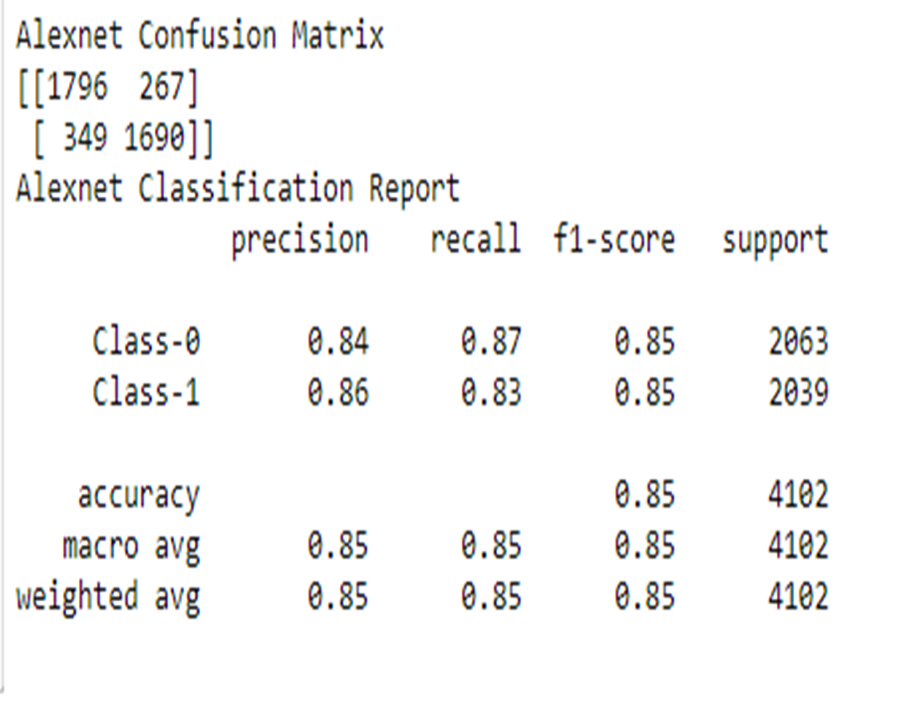 Alexnet Confusion Matrix
[[1796  267]
 [ 349 1690]]
Alexnet Classification Report
              precision    recall  f1-score   support

     Class-0       0.84      0.87      0.85      2063
     Class-1       0.86      0.83      0.85      2039

    accuracy                           0.85      4102
   macro avg       0.85      0.85      0.85      4102
weighted avg       0.85      0.85      0.85      4102